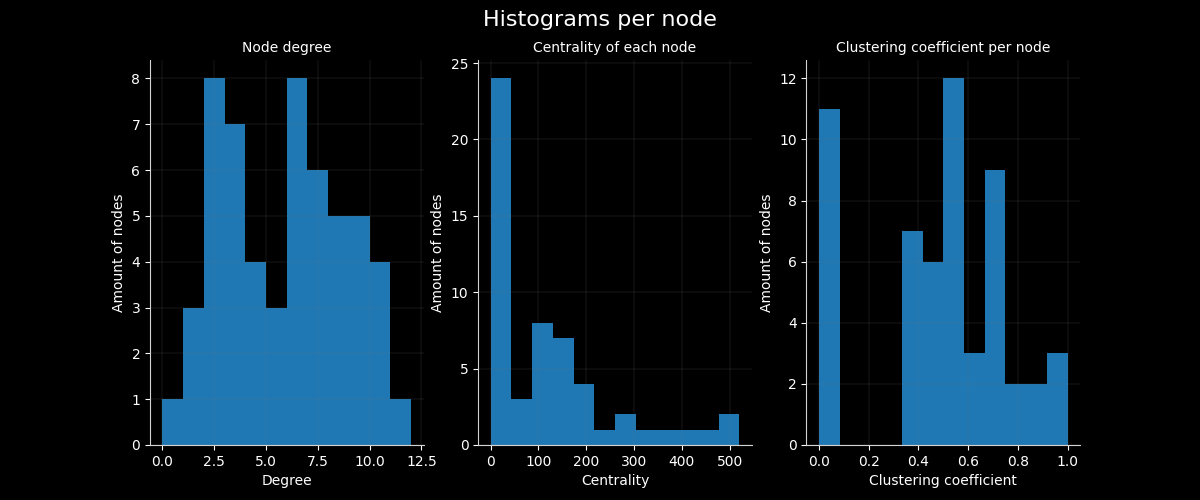 Histograms per node
Node degree
8
7
6
5
4
3
2
1
0
Amount of nodes
0.0 2.5 5.0 7.5 10.0 12.5
Degree
Centrality of each node
25
20
15
10
5
0
Amount of nodes
0 100 200 300 400 500
Centrality
Clustering coefficient per node
12
10
8
6
4
2
0
Amount of nodes
0.0 0.2 0.4 0.6 0.8 1.0
Clustering coefficient